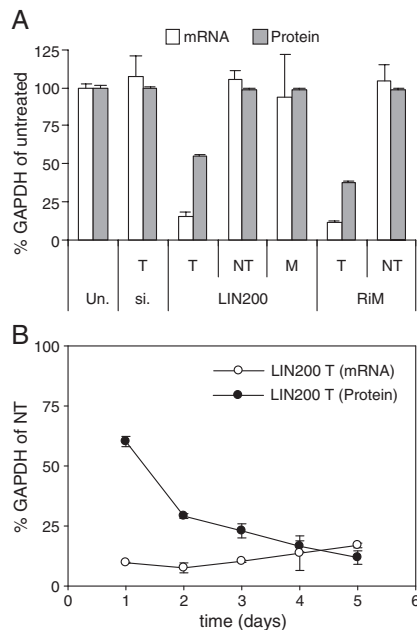 A
mRNA Protein
% GAPDH of untreated
125
100
75
50
25
0
T T NT M T NT
Un. si. LIN200 RiM
B
% GAPDH of NT
100
75
50
25
0
LIN200 T (mRNA)
LIN200 T (Protein)
0 1 2 3 4 5 6
time (days)